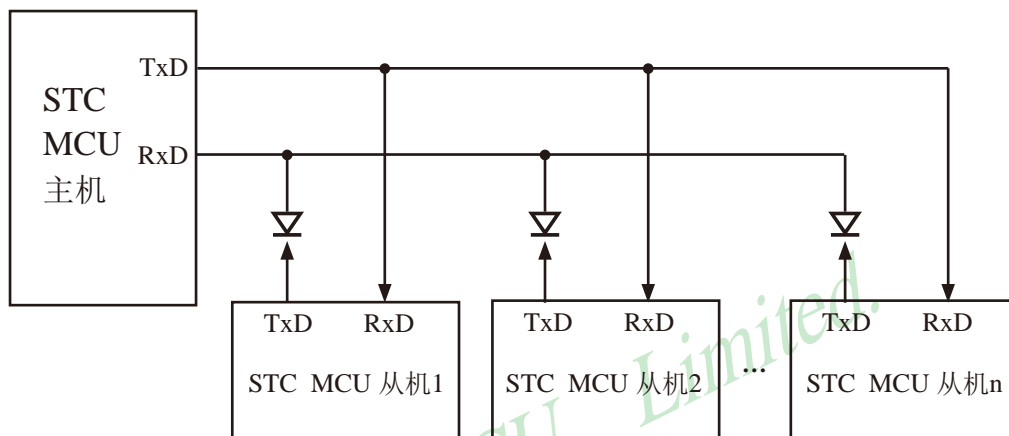 STC
MCU
主机
TxD
RxD
TxD RxD
STC MCU 从机1
TxD RxD
STC MCU 从机2
...
TxD RxD
STC MCU 从机n
MCU Limited.